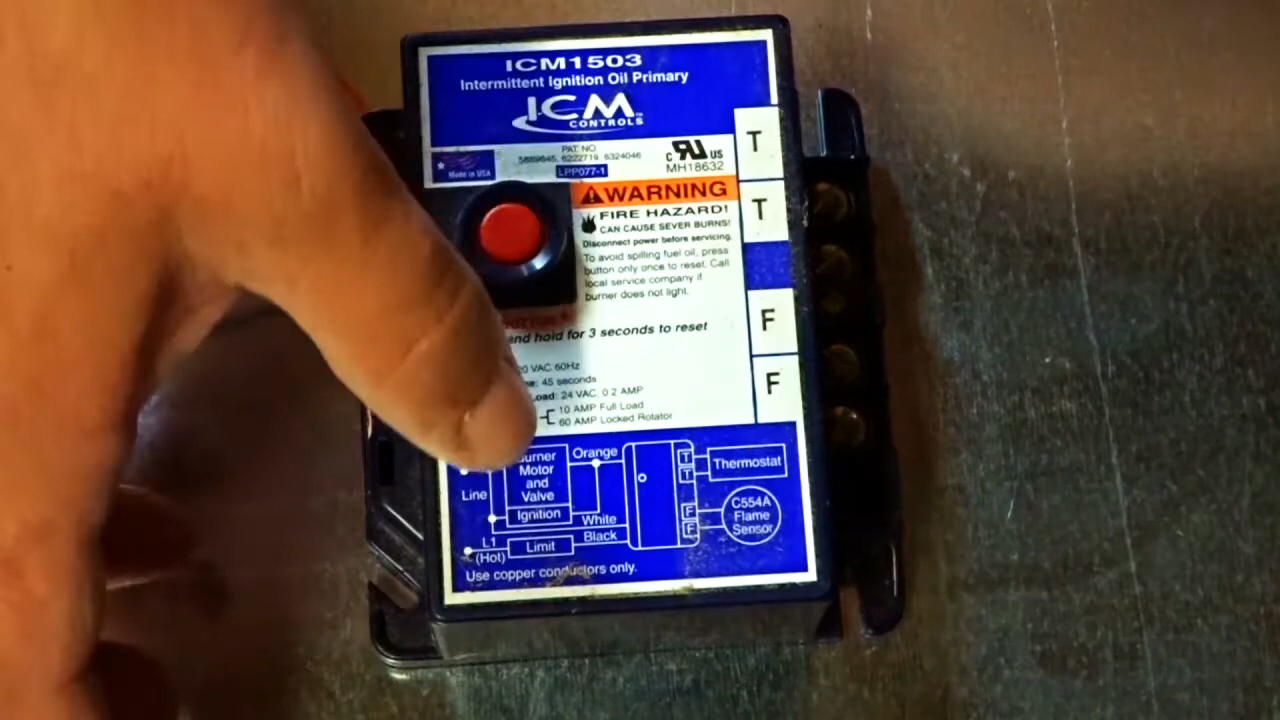 ICM1503
Intermittent Ignition Oil Primary
ICM
CONTROLS
Made in USA
PAT. NO.
5889645, 6222719, 6324046
LPP077-1
C RU US
MH18632
WARNING
FIRE HAZARD!
CAN CAUSE SEVER BURNS!
Disconnect power before servicing.
To avoid spilling fuel oil, press
button only once to reset. Call
local service company if
burner does not light.
and hold for 3 seconds to reset
20 VAC 60Hz
45 seconds
Load: 24 VAC, 0.2 AMP
10 AMP Full Load
60 AMP Locked Rotator
T
T
F
F
Burner
Motor
and
Valve
Orange
Line
Ignition
White
Black
L1
(Hot)
Limit
T
T
F
F
Thermostat
C554A
Flame
Sensor
Use copper conductors only.